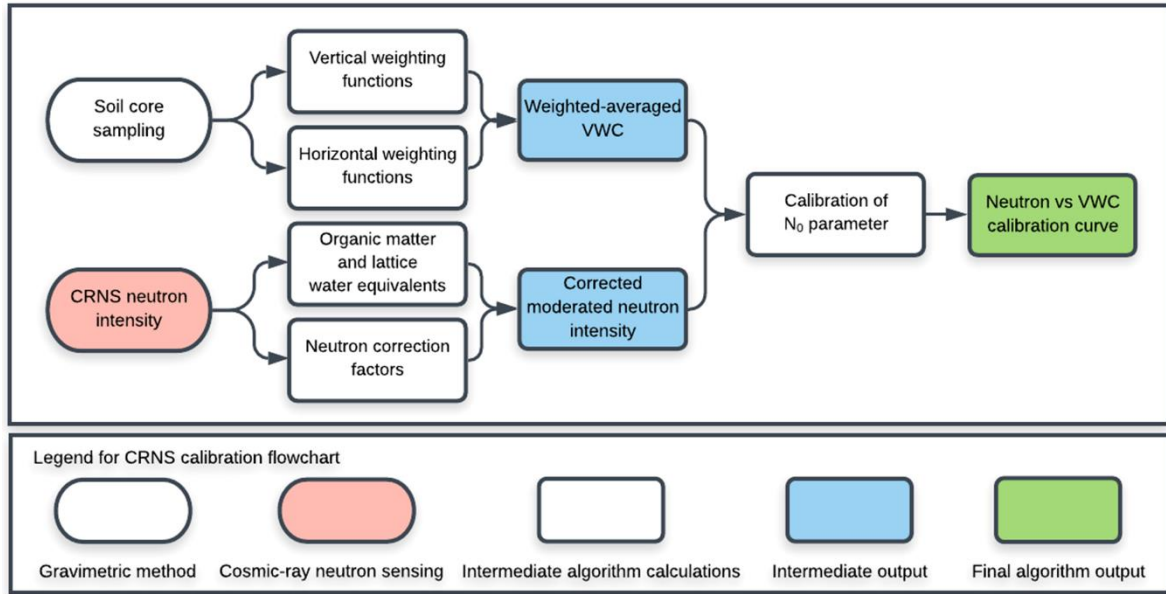 Soil core
sampling
Vertical weighting
functions
Horizontal weighting
functions
Weighted-averaged
VWC
CRNS neutron
intensity
Organic matter
and lattice
water equivalents
Neutron correction
factors
Corrected
moderated neutron
intensity
Calibration of
N₀ parameter
Neutron vs VWC
calibration curve
Legend for CRNS calibration flowchart
Gravimetric method
Cosmic-ray neutron sensing
Intermediate algorithm calculations
Intermediate output
Final algorithm output